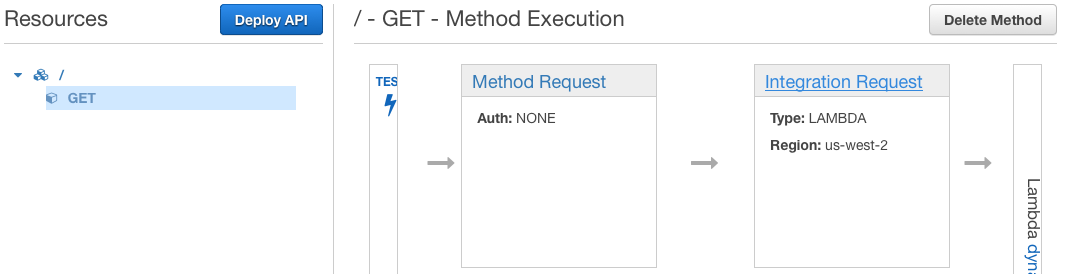 Resources
Deploy API
/ - GET - Method Execution
Delete Method
/
GET
TES
Method Request
Auth: NONE
Integration Request
Type: LAMBDA
Region: us-west-2
Lambda dyna